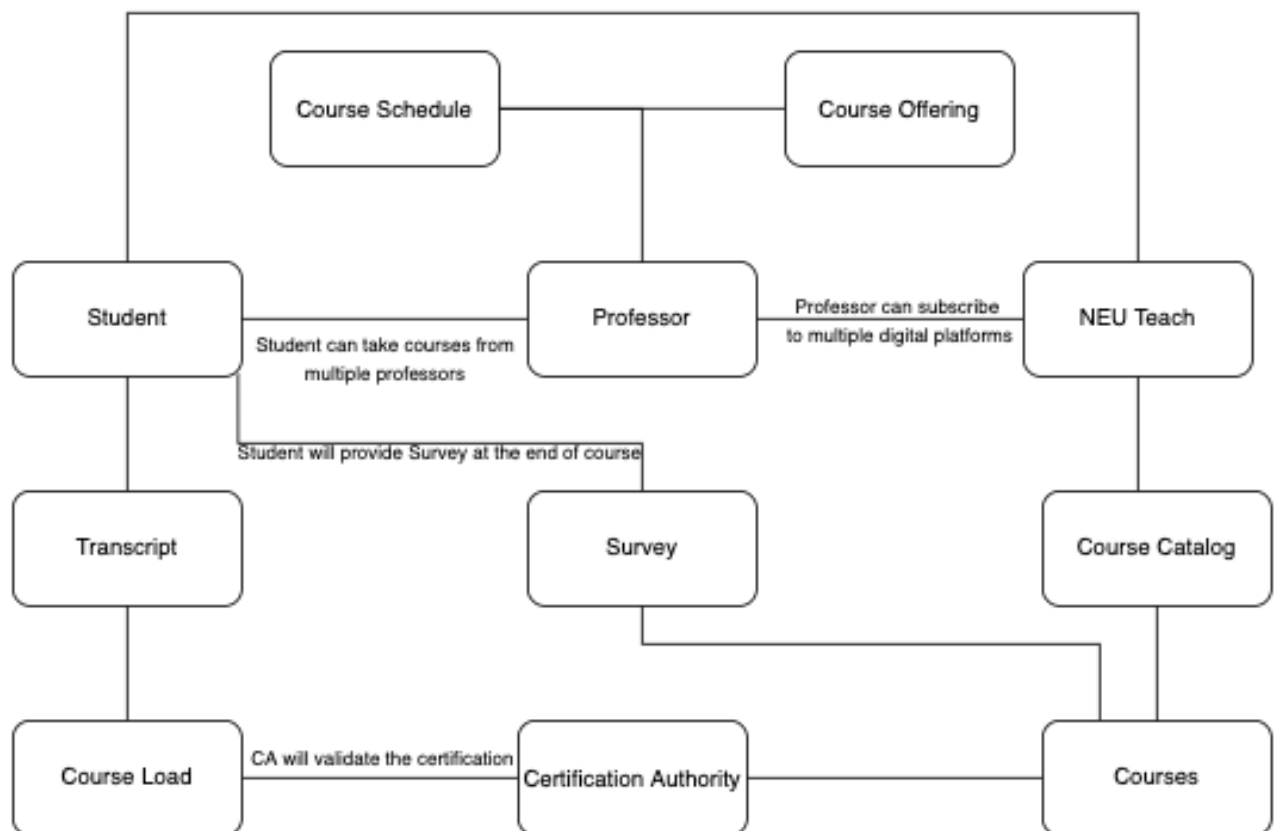 Course Schedule
Course Offering
Student
Professor
Professor can subscribe
to multiple digital platforms
NEU Teach
Student can take courses from
multiple professors
Student will provide Survey at the end of course
Transcript
Survey
Course Catalog
Course Load
CA will validate the certification
Certification Authority
Courses